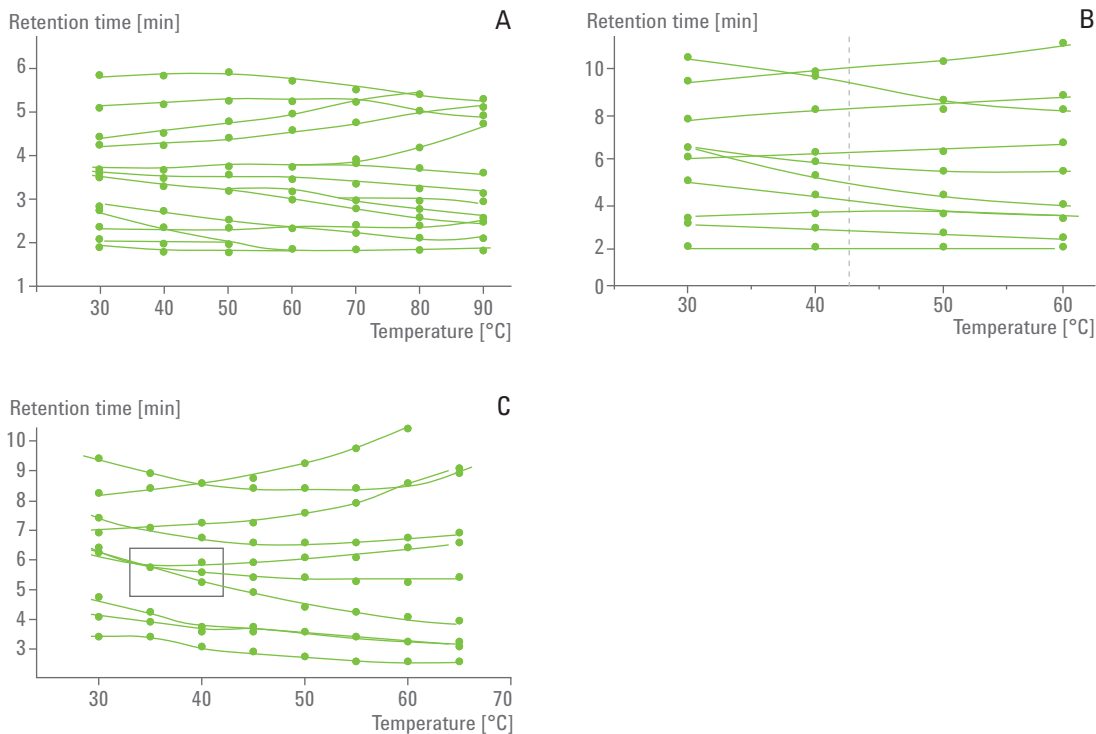 Retention time [min] A
6
5
4
3
2
1
30 40 50 60 70 80 90
Temperature [°C]
Retention time [min] B
10
8
6
4
2
0
30 40 50 60
Temperature [°C]
Retention time [min] C
10
9
8
7
6
5
4
3
30 40 50 60 70
Temperature [°C]